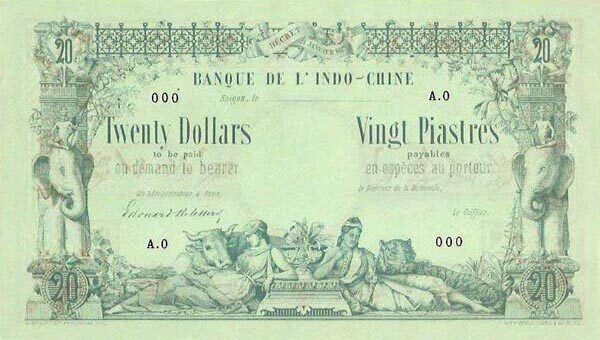 20 20
DÉCRET
BANQUE DE L'INDO-CHINE
000 Saïgon, le A.0
Twenty Dollars Vingt Piastres
to be paid payables
on demand to bearer en espèces au porteur.
Un Administrateur à Paris, Le Directeur de la Succursale,
Le Caissier,
A.0 000
20 20